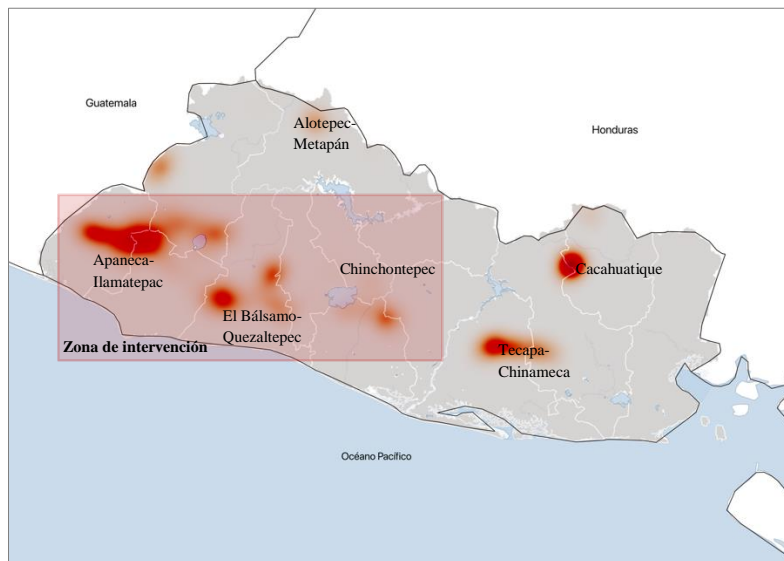 Guatemala
Alotepec-
Metapán
Honduras
Apaneca-
Ilamatepac
Chinchontepec
Cacahuatique
El Bálsamo-
Quezaltepec
Zona de intervención
Tecapa-
Chinameca
Océano Pacífico